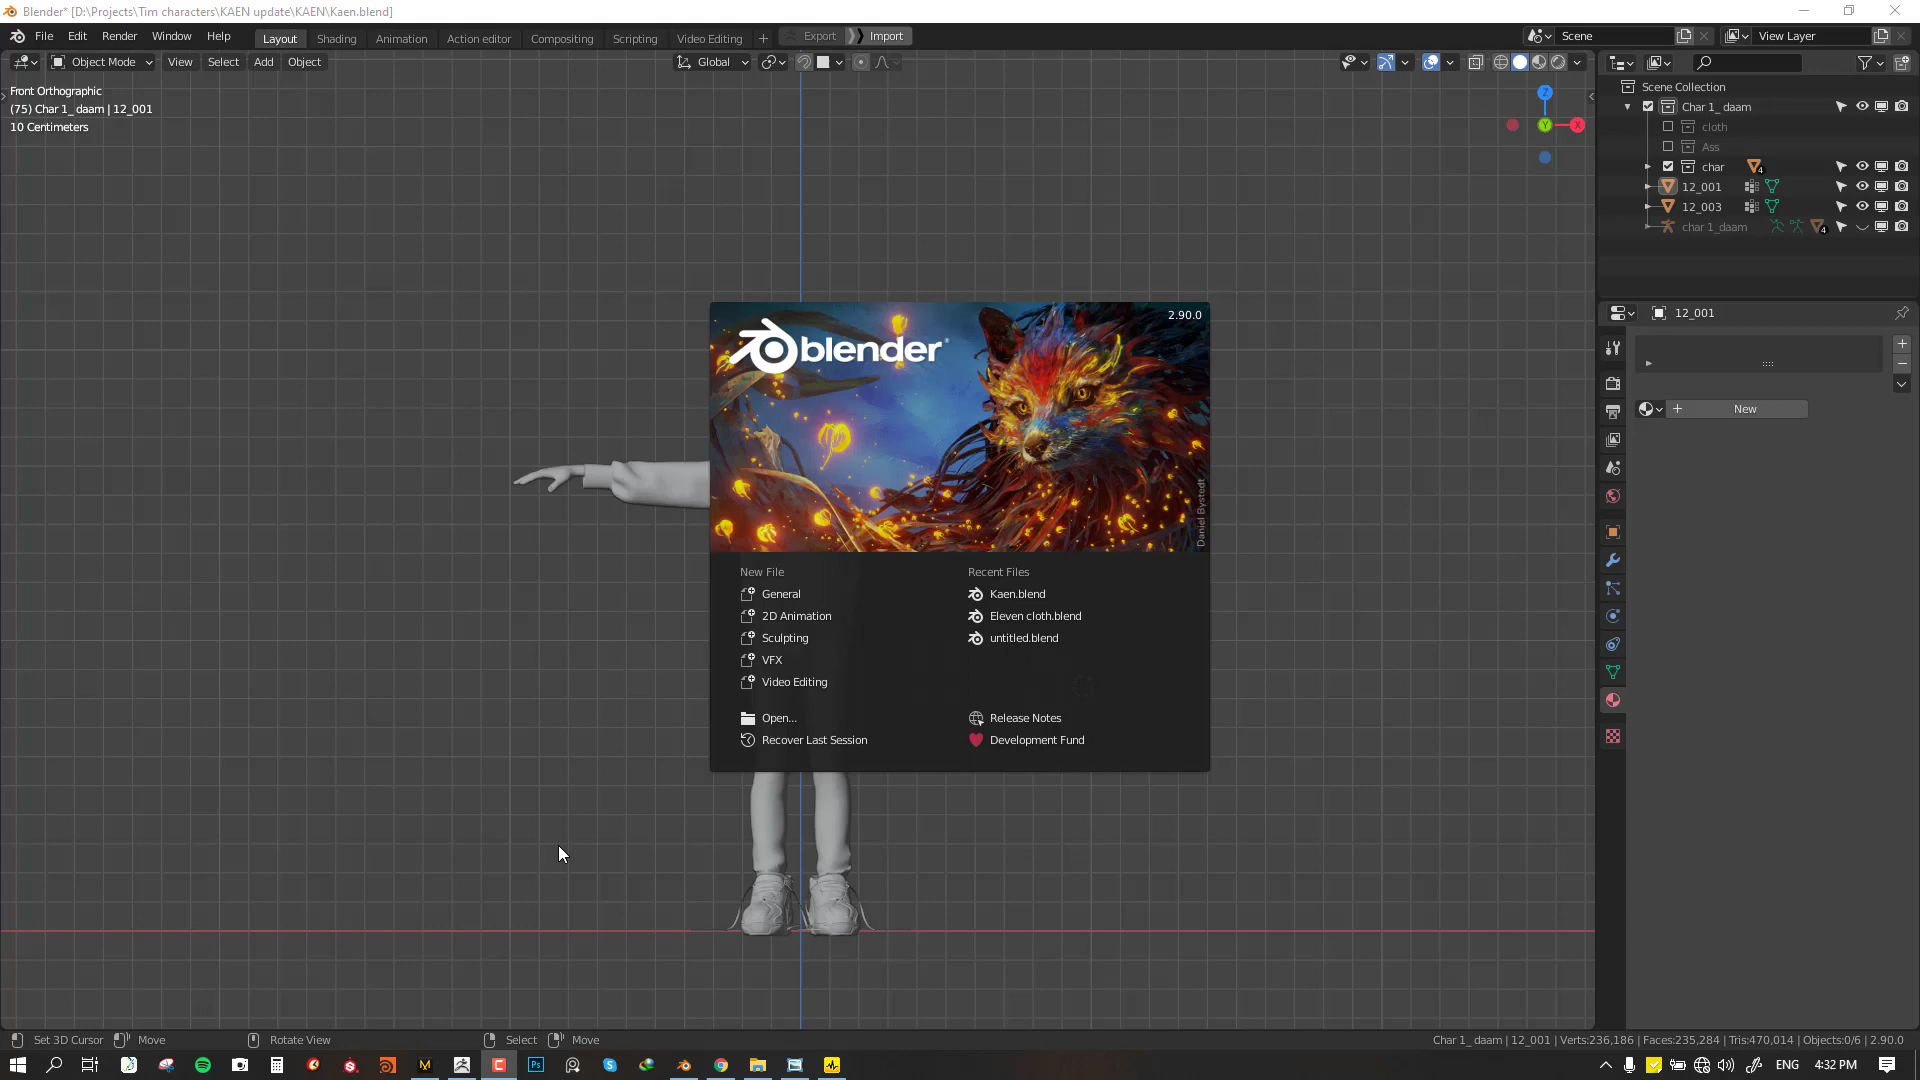 Blender* [D:\Projects\Tim characters\KAEN update\KAEN\Kaen.blend]
File Edit Render Window Help Layout Shading Animation Action editor Compositing Scripting Video Editing + Export Import Scene View Layer
Object Mode View Select Add Object Global
Front Orthographic
(75) Char 1_ daam | 12_001
10 Centimeters
Z
Y
X
Scene Collection
Char 1_ daam
cloth
Ass
char 4
12_001
12_003
char 1_daam 4
12_001
New
blender
2.90.0
Daniel Bystedt
New File
General
2D Animation
Sculpting
VFX
Video Editing
Open...
Recover Last Session
Recent Files
Kaen.blend
Eleven cloth.blend
untitled.blend
Release Notes
Development Fund
Set 3D Cursor Move Rotate View Select Move Char 1_ daam | 12_001 | Verts:236,186 | Faces:235,284 | Tris:470,014 | Objects:0/6 | 2.90.0
ENG 4:32 PM